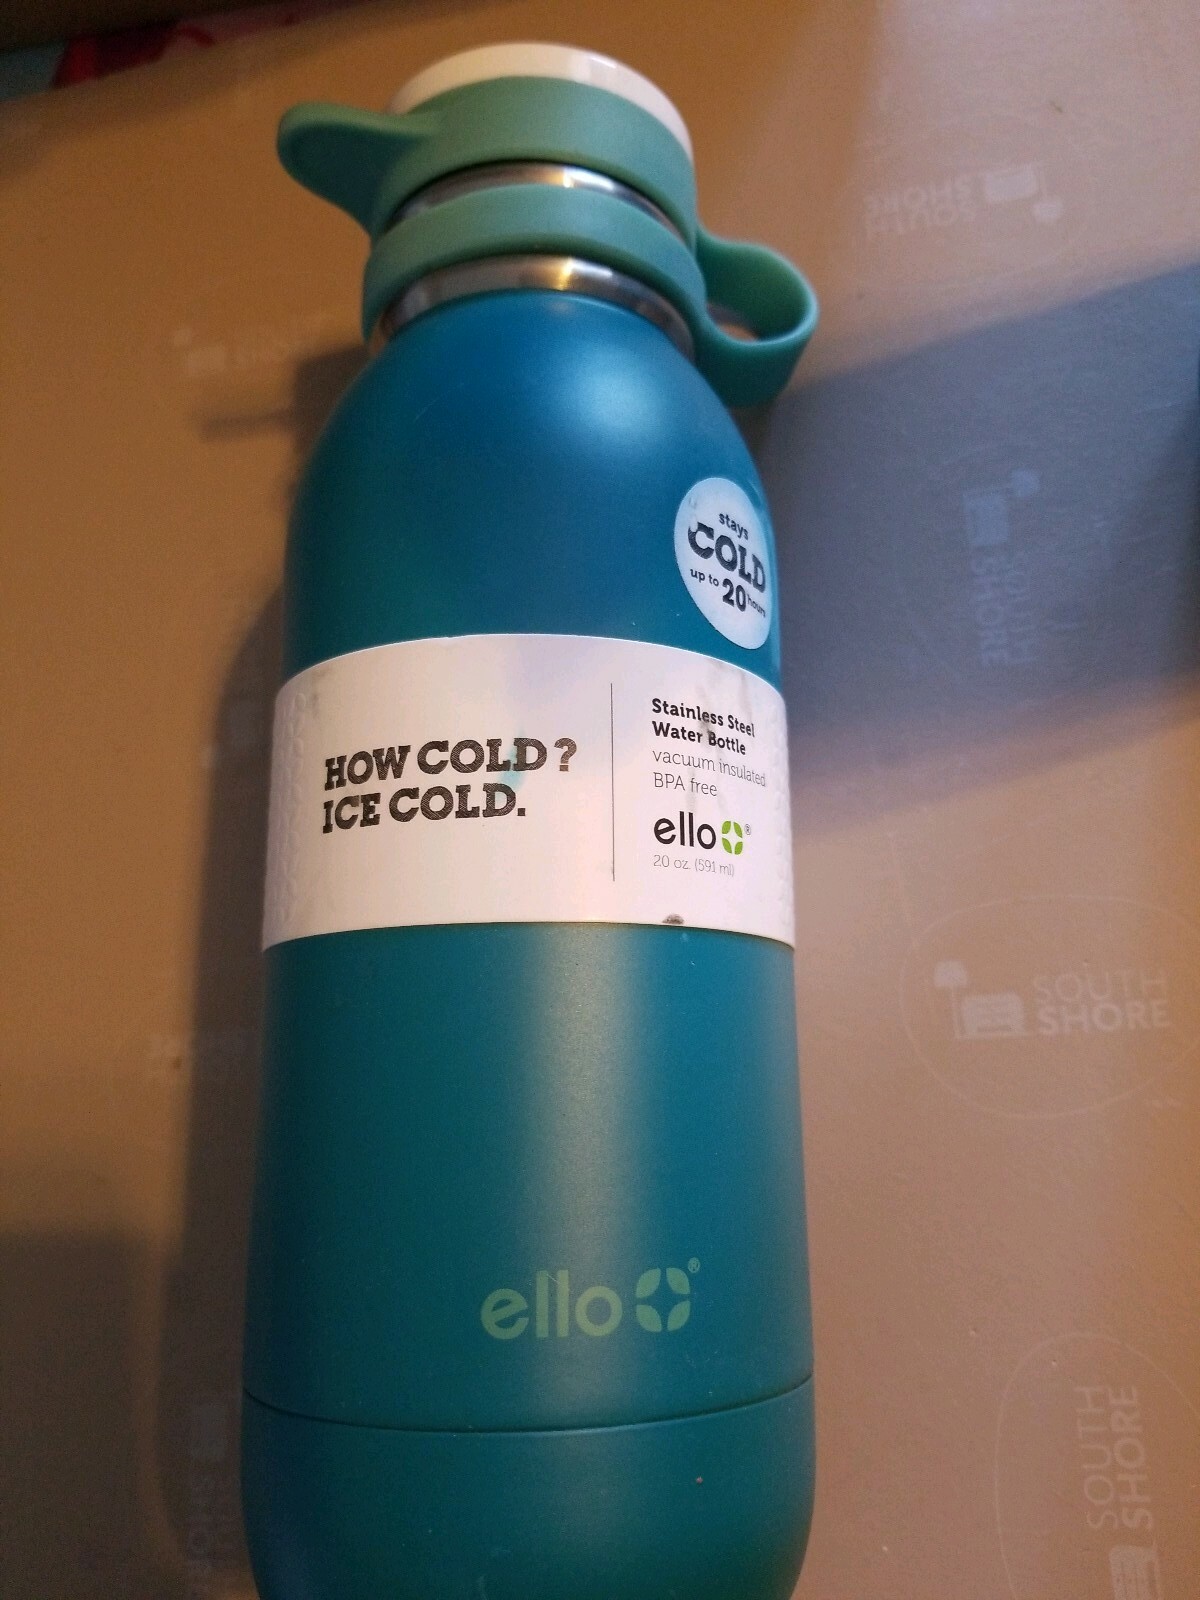 stays
COLD
up to 20 hours
HOW COLD?
ICE COLD.
Stainless Steel
Water Bottle
vacuum insulated
BPA free
ello®
20 oz. (591 ml)
ello®
SOUTH
SHORE
SOUTH
SHORE
SOUTH
SHORE
SOUTH
SHORE